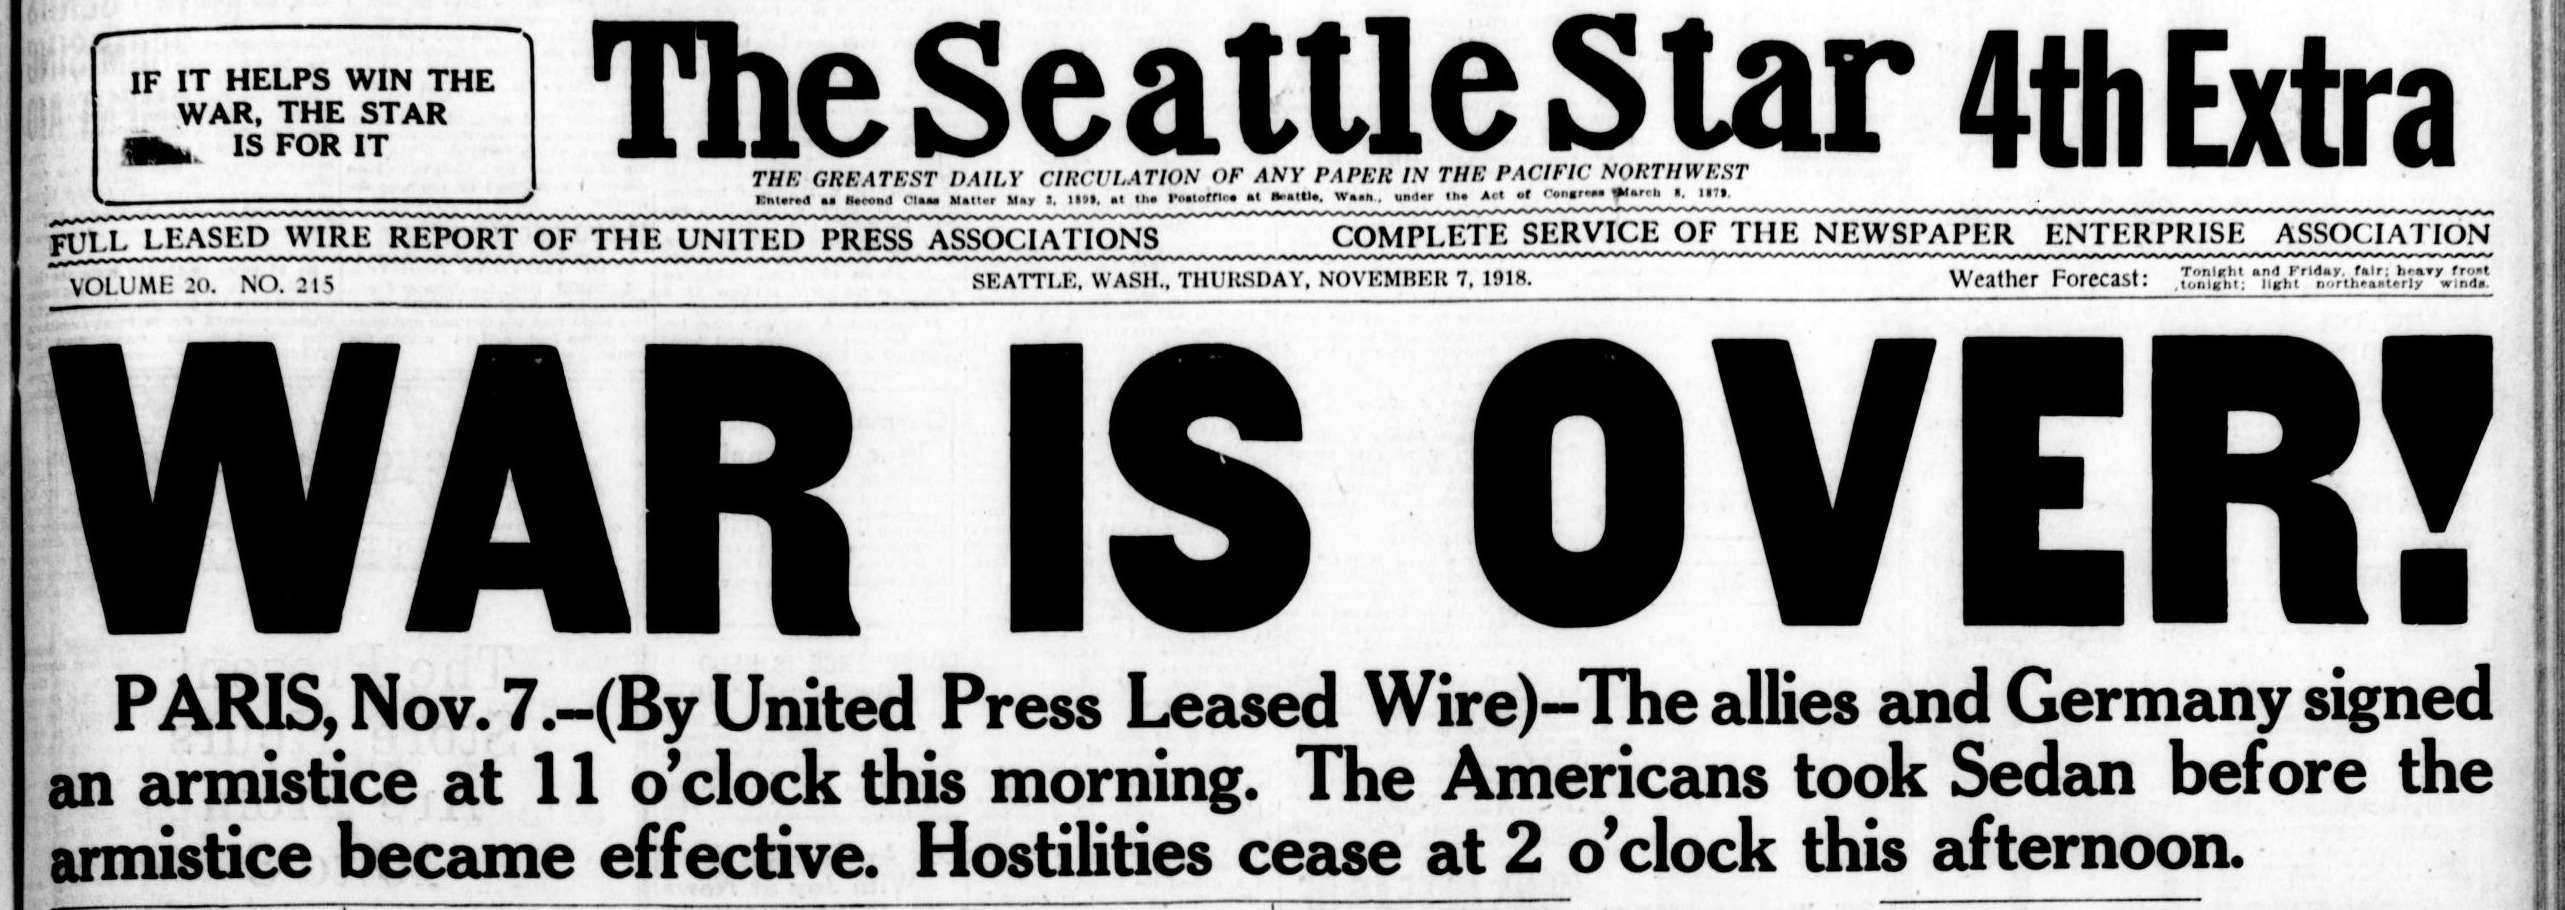 IF IT HELPS WIN THE
WAR, THE STAR
IS FOR IT
The Seattle Star 4th Extra
THE GREATEST DAILY CIRCULATION OF ANY PAPER IN THE PACIFIC NORTHWEST
Entered as Second Class Matter May 3, 1899, at the Postoffice at Seattle, Wash., under the Act of Congress March 8, 1879.
FULL LEASED WIRE REPORT OF THE UNITED PRESS ASSOCIATIONS COMPLETE SERVICE OF THE NEWSPAPER ENTERPRISE ASSOCIATION
VOLUME 20. NO. 215 SEATTLE, WASH., THURSDAY, NOVEMBER 7, 1918. Weather Forecast: Tonight and Friday, fair; heavy frost
tonight; light northeasterly winds.
WAR IS OVER!
PARIS, Nov. 7.--(By United Press Leased Wire)--The allies and Germany signed
an armistice at 11 o'clock this morning. The Americans took Sedan before the
armistice became effective. Hostilities cease at 2 o'clock this afternoon.